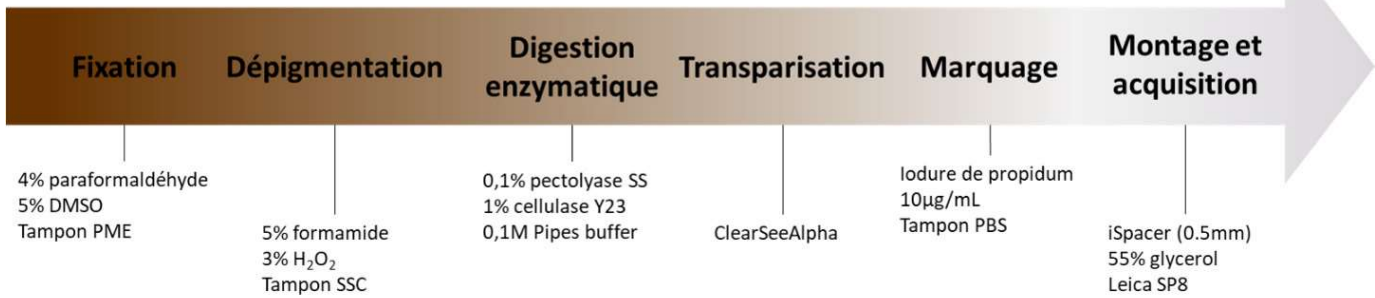 Fixation
Dépigmentation
Digestion
enzymatique
Transparisation
Marquage
Montage et
acquisition
4% paraformaldéhyde
5% DMSO
Tampon PME
5% formamide
3% H₂O₂
Tampon SSC
0,1% pectolyase SS
1% cellulase Y23
0,1M Pipes buffer
ClearSeeAlpha
Iodure de propidum
10µg/mL
Tampon PBS
iSpacer (0.5mm)
55% glycerol
Leica SP8